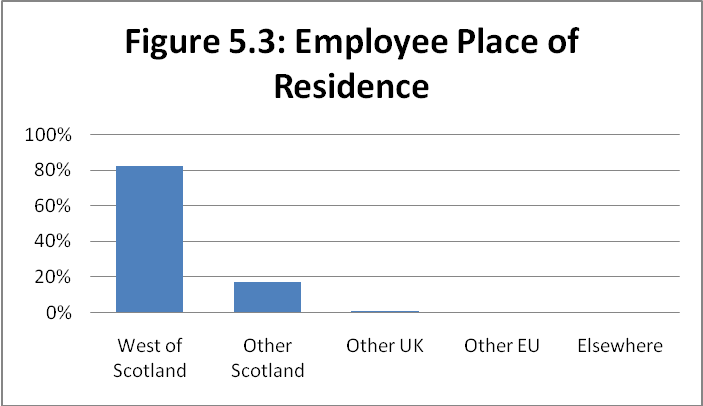 Figure 5.3: Employee Place of
Residence
100%
80%
60%
40%
20%
0%
West of
Scotland
Other
Scotland
Other UK
Other EU
Elsewhere